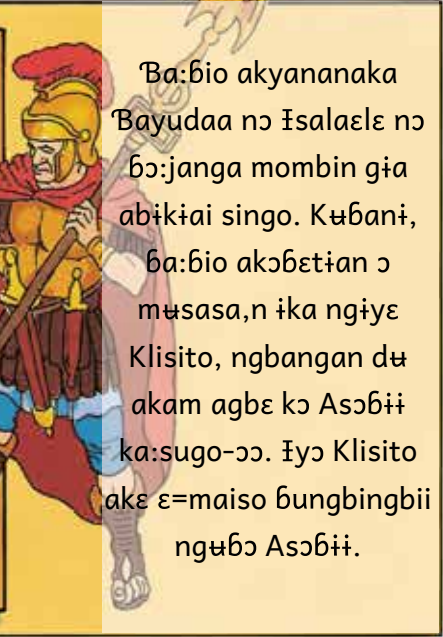 Ɓa:ɓio akyananaka
Ɓayudaa nɔ Ɨsalaɛlɛ nɔ
ɓɔ:janga mombin gɨa
abɨkɨai singo. Kʉɓanɨ,
ɓa:ɓio akɔɓɛtɨan ɔ
mʉsasa,n ɨka ngɨyɛ
Klisito, ngbangan dʉ
akam agbɛ kɔ Asɔɓɨɨ
ka:sugo-ɔɔ. Ɨyɔ Klisito
akɛ ɛ=maiso ɓungbingbii
ngʉɓɔ Asɔɓɨɨ.